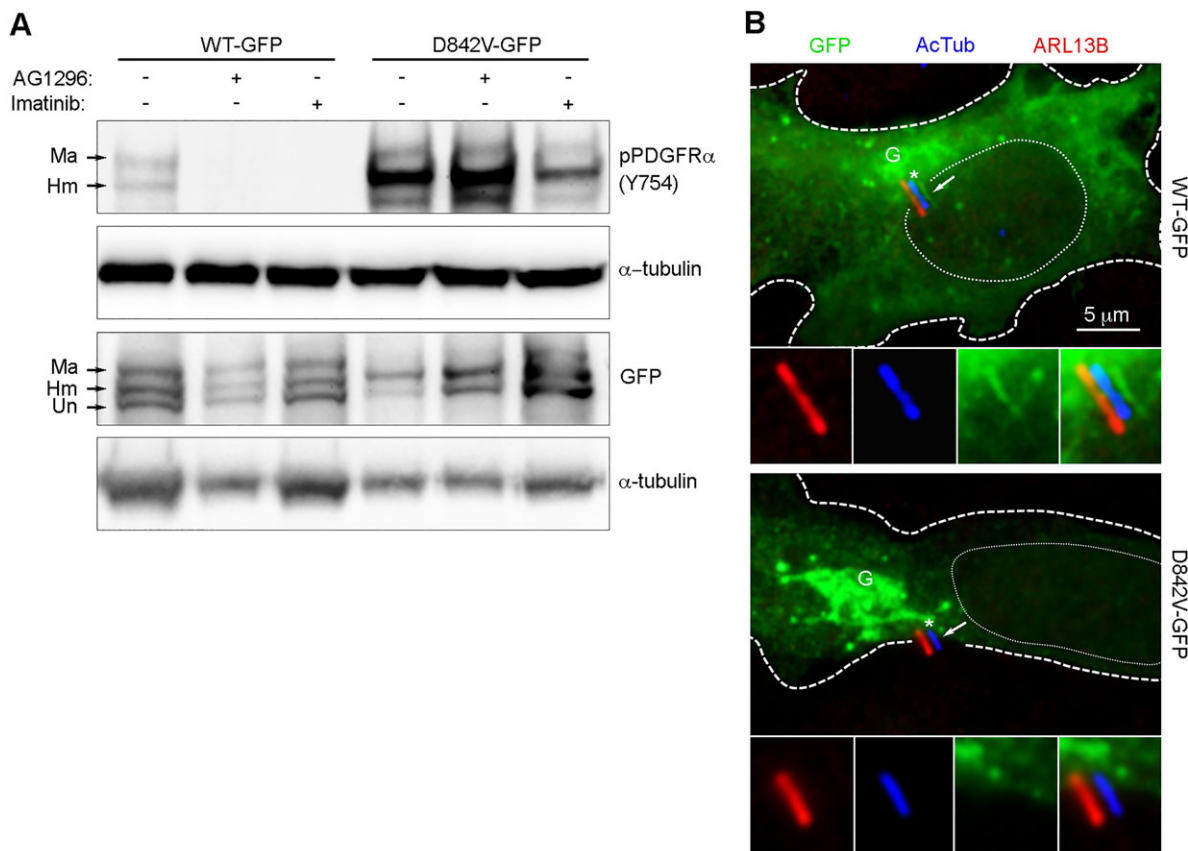 A
WT-GFP D842V-GFP
AG1296: - + - - + -
Imatinib: - - + - - +
Ma
Hm
pPDGFRα
(Y754)
α–tubulin
Ma
Hm
Un
GFP
α-tubulin
B
GFP AcTub ARL13B
G
*
5 μm
WT-GFP
G
*
D842V-GFP